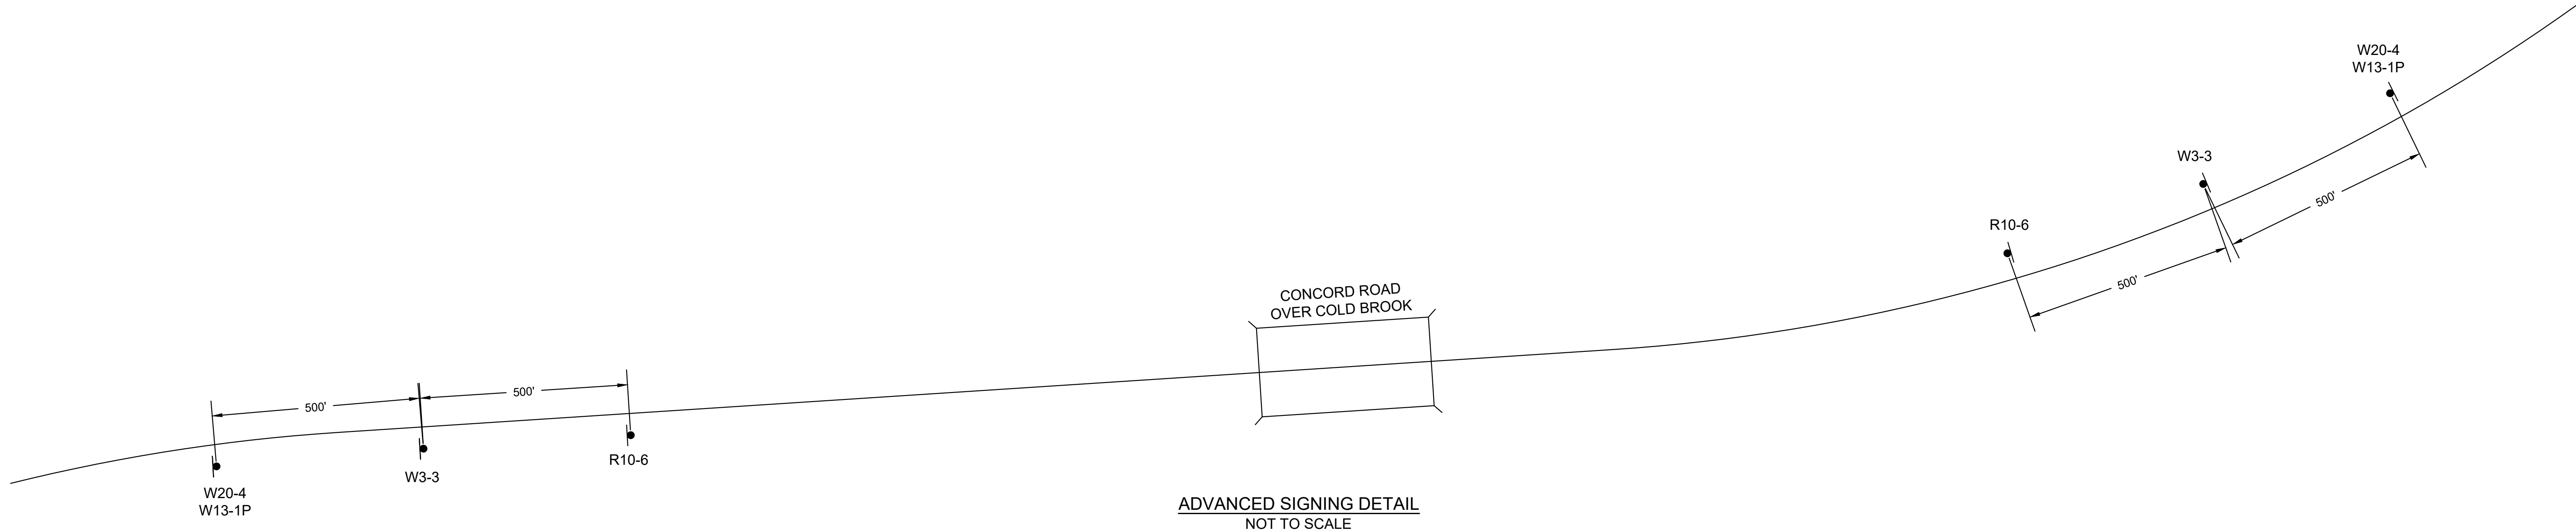 W20-4
W13-1P
W3-3
500'
R10-6
500'
CONCORD ROAD
OVER COLD BROOK
500'
500'
W20-4
W13-1P
W3-3
R10-6
ADVANCED SIGNING DETAIL
NOT TO SCALE